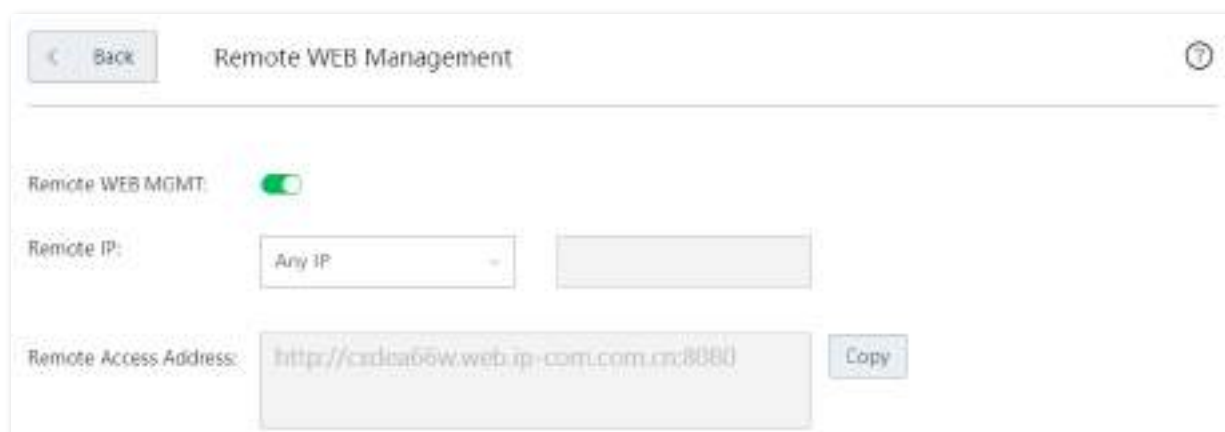 Back
Remote WEB Management
Remote WEB MGMT:
Remote IP:
Any IP
Remote Access Address:
Copy